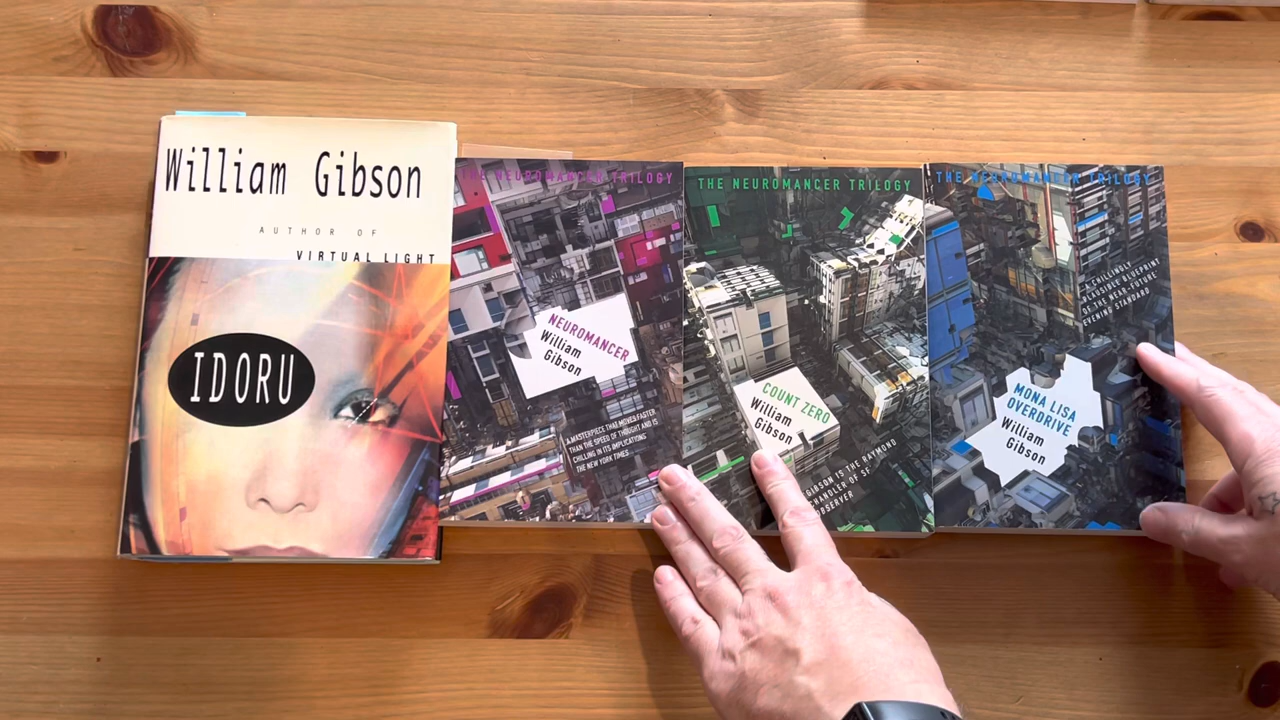 William Gibson
AUTHOR OF
VIRTUAL LIGHT
IDORU
THE NEUROMANCER TRILOGY
NEUROMANCER
William
Gibson
'A MASTERPIECE THAT MOVES FASTER
THAN THE SPEED OF THOUGHT AND IS
CHILLING IN ITS IMPLICATIONS'
THE NEW YORK TIMES
THE NEUROMANCER TRILOGY
COUNT ZERO
William
Gibson
GIBSON IS THE RAYMOND
CHANDLER OF SF'
OBSERVER
THE NEUROMANCER TRILOGY
'A CHILLINGLY
PLAUSIBLE BLUEPRINT
OF THE NEAR-FUTURE'
EVENING STANDARD
MONA LISA
OVERDRIVE
William
Gibson